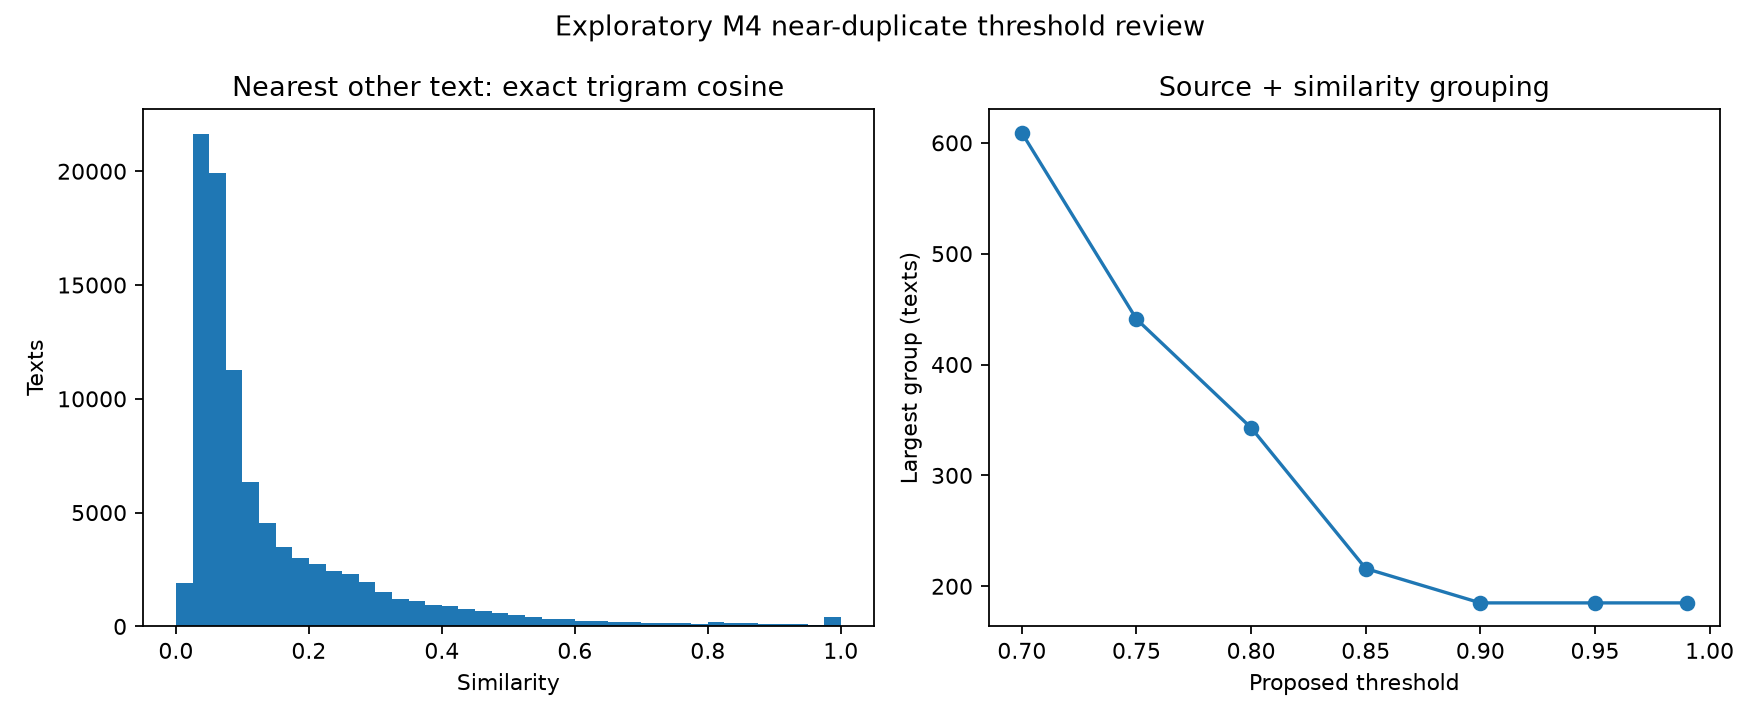 Exploratory M4 near-duplicate threshold review
Nearest other text: exact trigram cosine
Texts
20000
15000
10000
5000
0
0.0 0.2 0.4 0.6 0.8 1.0
Similarity
Source + similarity grouping
Largest group (texts)
600
500
400
300
200
0.70 0.75 0.80 0.85 0.90 0.95 1.00
Proposed threshold